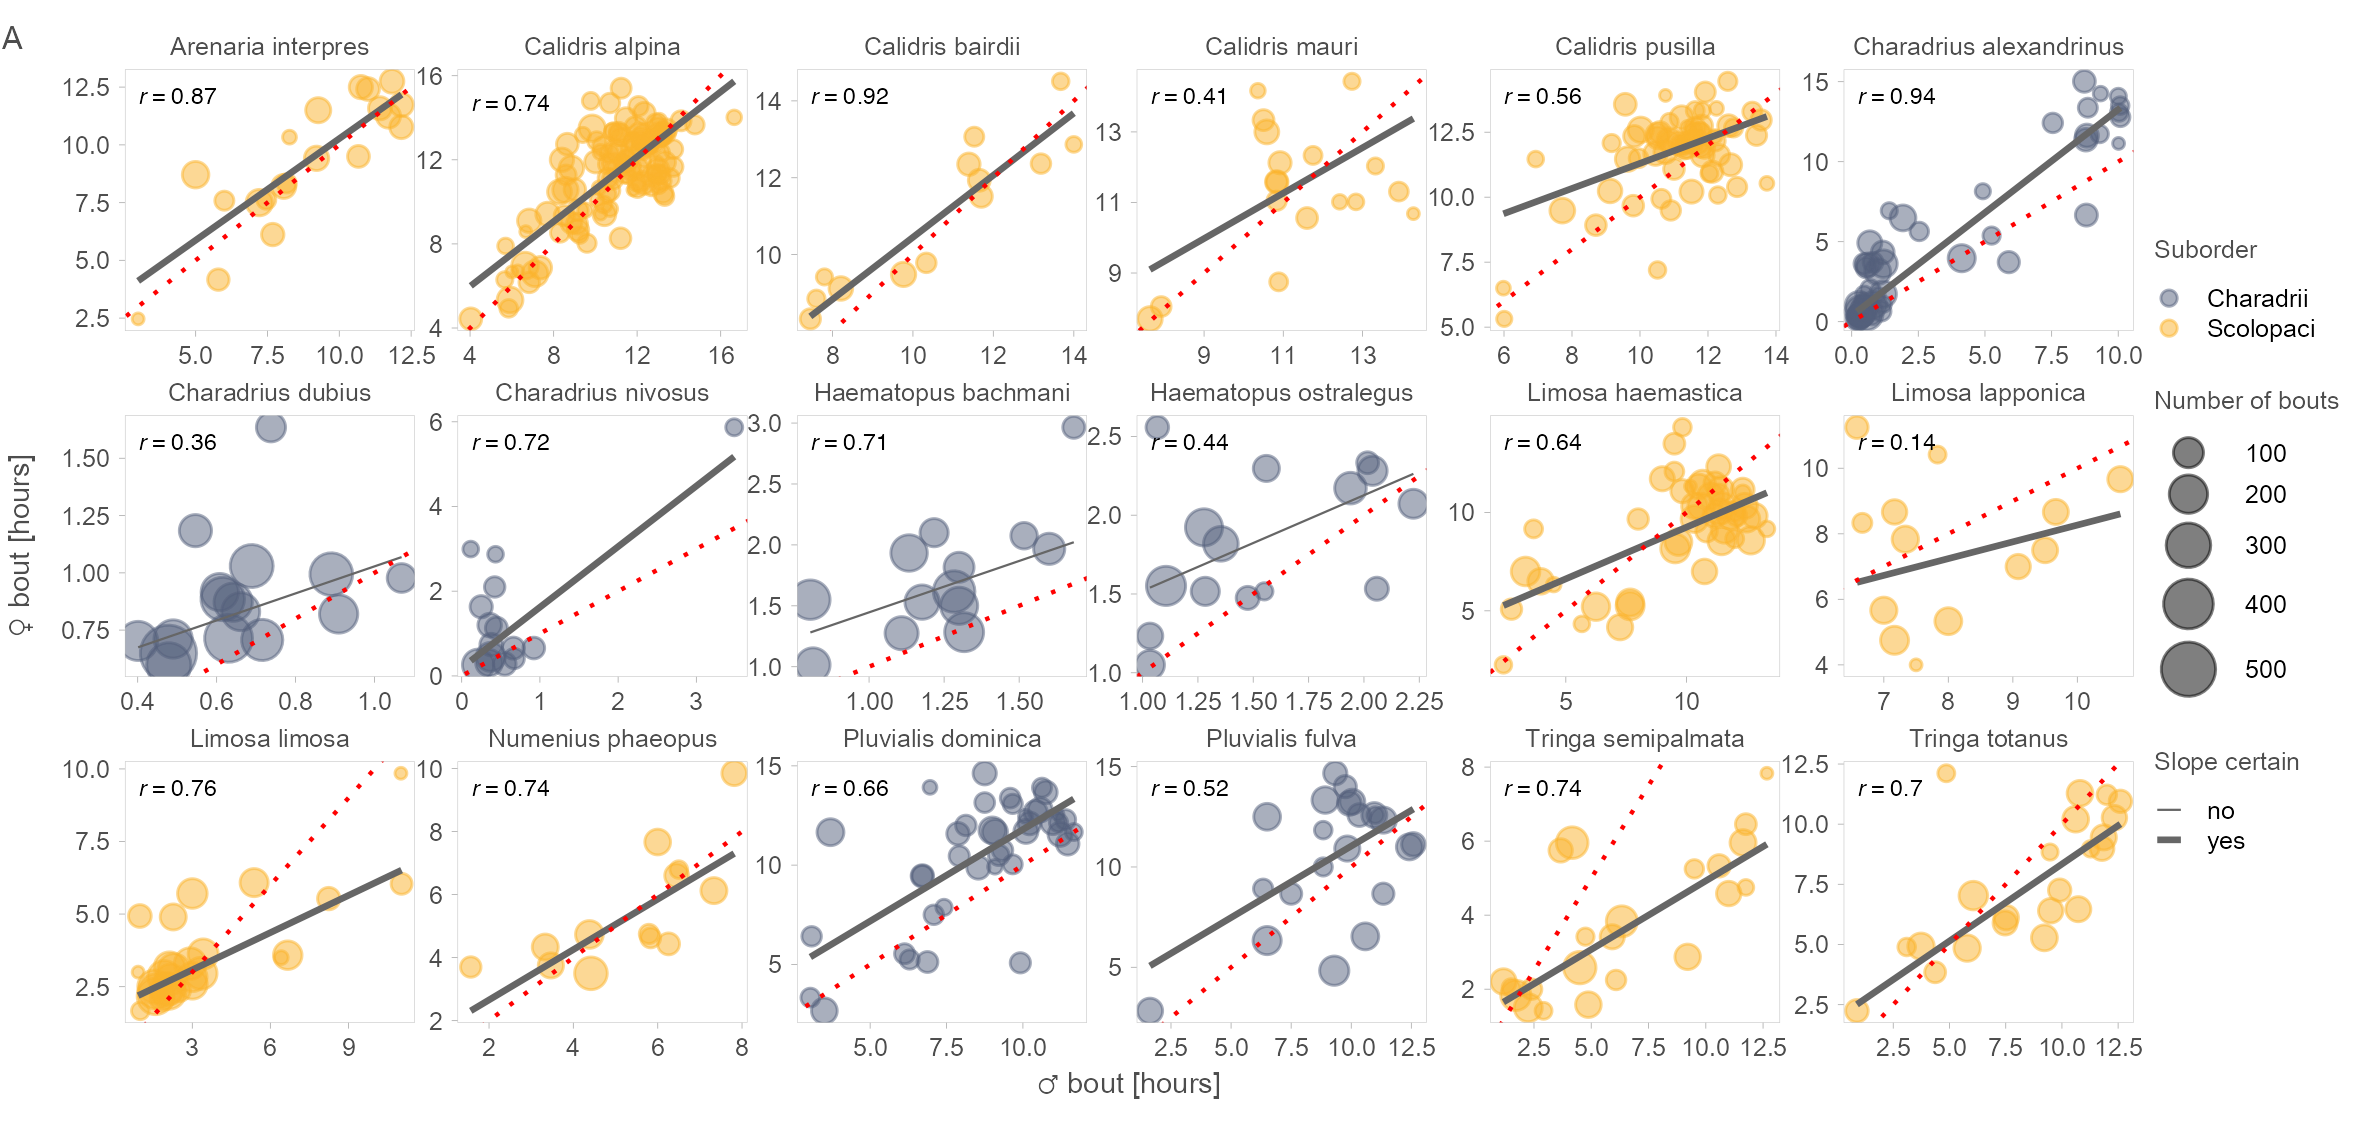 A
Arenaria interpres
Calidris alpina
Calidris bairdii
Calidris mauri
Calidris pusilla
Charadrius alexandrinus
r = 0.87
r = 0.74
r = 0.92
r = 0.41
r = 0.56
r = 0.94
12.5
10.0
7.5
5.0
2.5
16
12
8
4
14
12
10
13
11
9
12.5
10.0
7.5
5.0
15
10
5
0
5.0 7.5 10.0 12.5
4 8 12 16
8 10 12 14
9 11 13
6 8 10 12 14
0.0 2.5 5.0 7.5 10.0
Charadrius dubius
Charadrius nivosus
Haematopus bachmani
Haematopus ostralegus
Limosa haemastica
Limosa lapponica
r = 0.36
r = 0.72
r = 0.71
r = 0.44
r = 0.64
r = 0.14
1.50
1.25
1.00
0.75
6
4
2
0
3.0
2.5
2.0
1.5
1.0
2.5
2.0
1.5
1.0
10
5
10
8
6
4
0.4 0.6 0.8 1.0
0 1 2 3
1.00 1.25 1.50
1.00 1.25 1.50 1.75 2.00 2.25
5 10
7 8 9 10
Limosa limosa
Numenius phaeopus
Pluvialis dominica
Pluvialis fulva
Tringa semipalmata
Tringa totanus
r = 0.76
r = 0.74
r = 0.66
r = 0.52
r = 0.74
r = 0.7
10.0
7.5
5.0
2.5
10
8
6
4
2
15
10
5
15
10
5
8
6
4
2
12.5
10.0
7.5
5.0
2.5
3 6 9
2 4 6 8
5.0 7.5 10.0
2.5 5.0 7.5 10.0 12.5
2.5 5.0 7.5 10.0 12.5
2.5 5.0 7.5 10.0 12.5
♀ bout [hours]
♂ bout [hours]
Suborder
Charadrii
Scolopaci
Number of bouts
100
200
300
400
500
Slope certain
no
yes